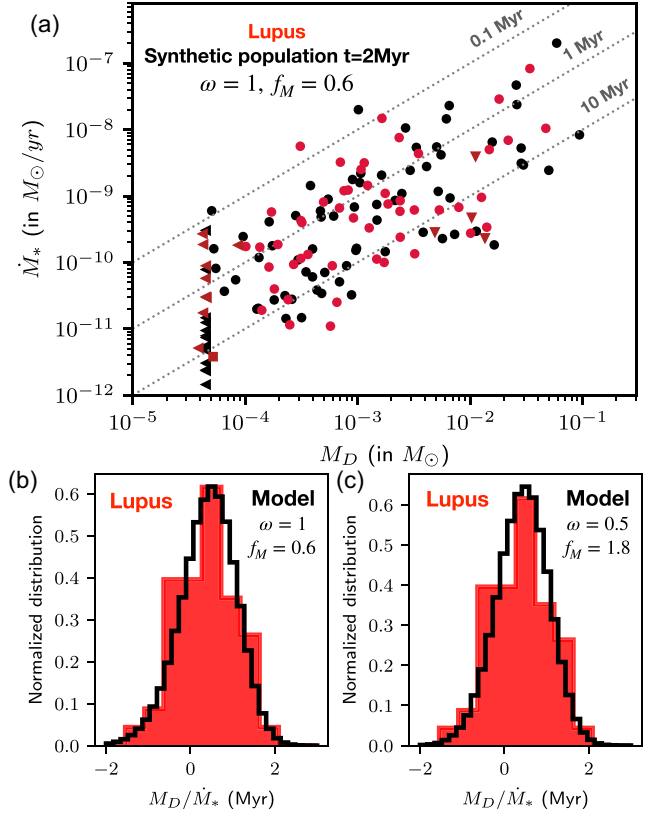 (a)
Lupus
Synthetic population t=2Myr
ω = 1, f_M = 0.6
0.1 Myr
1 Myr
10 Myr
10⁻⁷
10⁻⁸
10⁻⁹
10⁻¹⁰
10⁻¹¹
10⁻¹²
Ṁ_* (in M_⊙/yr)
10⁻⁵ 10⁻⁴ 10⁻³ 10⁻² 10⁻¹
M_D (in M_⊙)
(b)
Lupus
Model
ω = 1
f_M = 0.6
Normalized distribution
0.6
0.5
0.4
0.3
0.2
0.1
0.0
−2 0 2
M_D/Ṁ_* (Myr)
(c)
Lupus
Model
ω = 0.5
f_M = 1.8
Normalized distribution
0.6
0.5
0.4
0.3
0.2
0.1
0.0
−2 0 2
M_D/Ṁ_* (Myr)